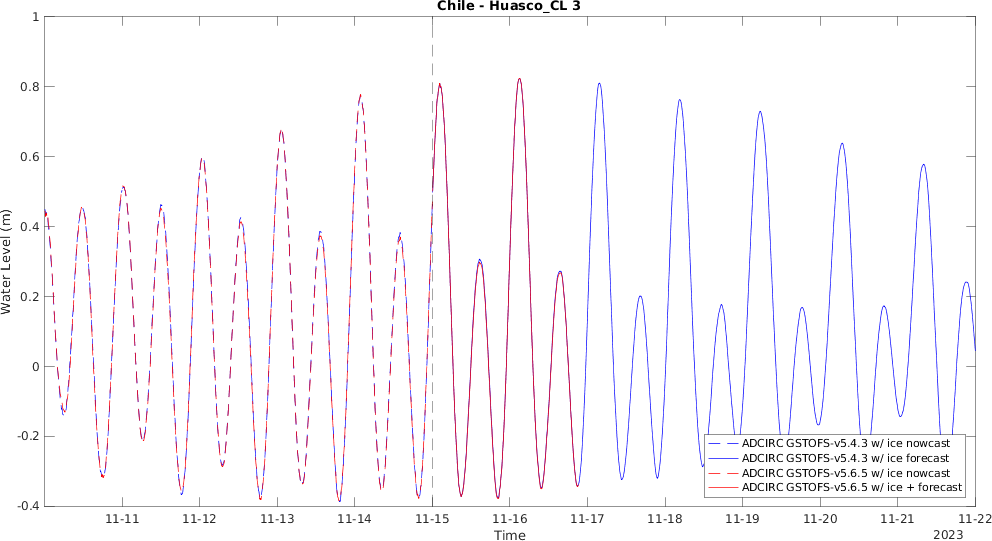 Chile - Huasco_CL 3
1
0.8
0.6
0.4
0.2
0
-0.2
-0.4
Water Level (m)
ADCIRC GSTOFS-v5.4.3 w/ ice nowcast
ADCIRC GSTOFS-v5.4.3 w/ ice forecast
ADCIRC GSTOFS-v5.6.5 w/ ice nowcast
ADCIRC GSTOFS-v5.6.5 w/ ice + forecast
11-11 11-12 11-13 11-14 11-15 11-16 11-17 11-18 11-19 11-20 11-21 11-22
Time
2023